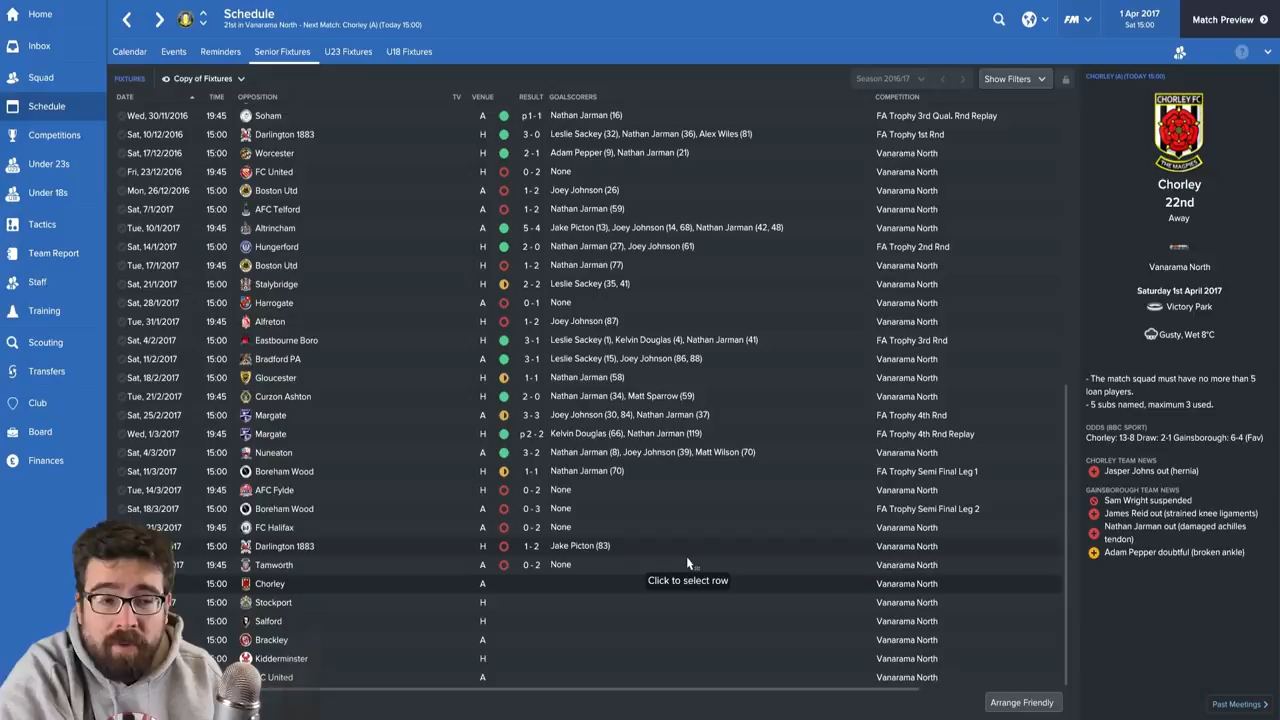 Home
Inbox
Squad
Schedule
Competitions
Under 23s
Under 18s
Tactics
Team Report
Staff
Training
Scouting
Transfers
Club
Board
Finances
Schedule
21st in Vanarama North - Next Match: Chorley (A) (Today 15:00)
FM
1 Apr 2017
Sat 15:00
Match Preview
Calendar Events Reminders Senior Fixtures U23 Fixtures U18 Fixtures
FIXTURES Copy of Fixtures Season 2016/17 Show Filters
DATE TIME OPPOSITION TV VENUE RESULT GOALSCORERS COMPETITION
Wed, 30/11/2016 19:45 Soham A p 1 - 1 Nathan Jarman (16) FA Trophy 3rd Qual. Rnd Replay
Sat, 10/12/2016 15:00 Darlington 1883 H 3 - 0 Leslie Sackey (32), Nathan Jarman (36), Alex Wiles (81) FA Trophy 1st Rnd
Sat, 17/12/2016 15:00 Worcester H 2 - 1 Adam Pepper (9), Nathan Jarman (21) Vanarama North
Fri, 23/12/2016 19:45 FC United H 0 - 2 None Vanarama North
Mon, 26/12/2016 15:00 Boston Utd A 1 - 2 Joey Johnson (26) Vanarama North
Sat, 7/1/2017 15:00 AFC Telford A 1 - 2 Nathan Jarman (59) Vanarama North
Tue, 10/1/2017 19:45 Altrincham A 5 - 4 Jake Picton (13), Joey Johnson (14, 68), Nathan Jarman (42, 48) Vanarama North
Sat, 14/1/2017 15:00 Hungerford H 2 - 0 Nathan Jarman (27), Joey Johnson (61) FA Trophy 2nd Rnd
Tue, 17/1/2017 19:45 Boston Utd H 1 - 2 Nathan Jarman (77) Vanarama North
Sat, 21/1/2017 15:00 Stalybridge H 2 - 2 Leslie Sackey (35, 41) Vanarama North
Sat, 28/1/2017 15:00 Harrogate A 0 - 1 None Vanarama North
Tue, 31/1/2017 19:45 Alfreton H 1 - 2 Joey Johnson (87) Vanarama North
Sat, 4/2/2017 15:00 Eastbourne Boro H 3 - 1 Leslie Sackey (1), Kelvin Douglas (4), Nathan Jarman (41) FA Trophy 3rd Rnd
Sat, 11/2/2017 15:00 Bradford PA A 3 - 1 Leslie Sackey (15), Joey Johnson (86, 88) Vanarama North
Sat, 18/2/2017 15:00 Gloucester H 1 - 1 Nathan Jarman (58) Vanarama North
Tue, 21/2/2017 19:45 Curzon Ashton H 2 - 0 Nathan Jarman (34), Matt Sparrow (59) Vanarama North
Sat, 25/2/2017 15:00 Margate A 3 - 3 Joey Johnson (30, 84), Nathan Jarman (37) FA Trophy 4th Rnd
Wed, 1/3/2017 19:45 Margate H p 2 - 2 Kelvin Douglas (66), Nathan Jarman (119) FA Trophy 4th Rnd Replay
Sat, 4/3/2017 15:00 Nuneaton A 3 - 2 Nathan Jarman (8), Joey Johnson (39), Matt Wilson (70) Vanarama North
Sat, 11/3/2017 15:00 Boreham Wood H 1 - 1 Nathan Jarman (70) FA Trophy Semi Final Leg 1
Tue, 14/3/2017 19:45 AFC Fylde H 0 - 2 None Vanarama North
Sat, 18/3/2017 15:00 Boreham Wood A 0 - 3 None FA Trophy Semi Final Leg 2
21/3/2017 19:45 FC Halifax A 0 - 2 None Vanarama North
15:00 Darlington 1883 H 1 - 2 Jake Picton (83) Vanarama North
19:45 Tamworth A 0 - 2 None Vanarama North
Click to select row
15:00 Chorley A Vanarama North
15:00 Stockport H Vanarama North
15:00 Salford H Vanarama North
15:00 Brackley A Vanarama North
Kidderminster H Vanarama North
United A Vanarama North
Arrange Friendly
CHORLEY (A) (TODAY 15:00)
CHORLEY FC
THE MAGPIES
Chorley
22nd
Away
Vanarama North
Saturday 1st April 2017
Victory Park
Gusty, Wet 8°C
- The match squad must have no more than 5
loan players.
- 5 subs named, maximum 3 used.
ODDS (BBC SPORT)
Chorley: 13-8 Draw: 2-1 Gainsborough: 6-4 (Fav)
CHORLEY TEAM NEWS
Jasper Johns out (hernia)
GAINSBOROUGH TEAM NEWS
Sam Wright suspended
James Reid out (strained knee ligaments)
Nathan Jarman out (damaged achilles
tendon)
Adam Pepper doubtful (broken ankle)
Past Meetings